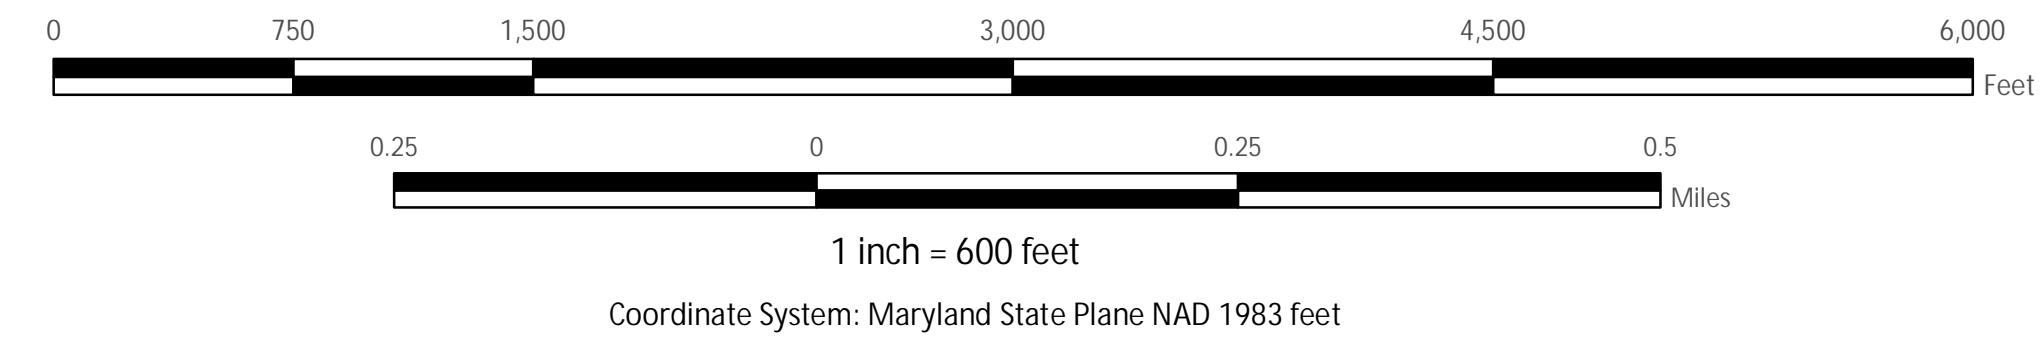 0 750 1,500 3,000 4,500 6,000
Feet
0.25 0 0.25 0.5
Miles
1 inch = 600 feet
Coordinate System: Maryland State Plane NAD 1983 feet